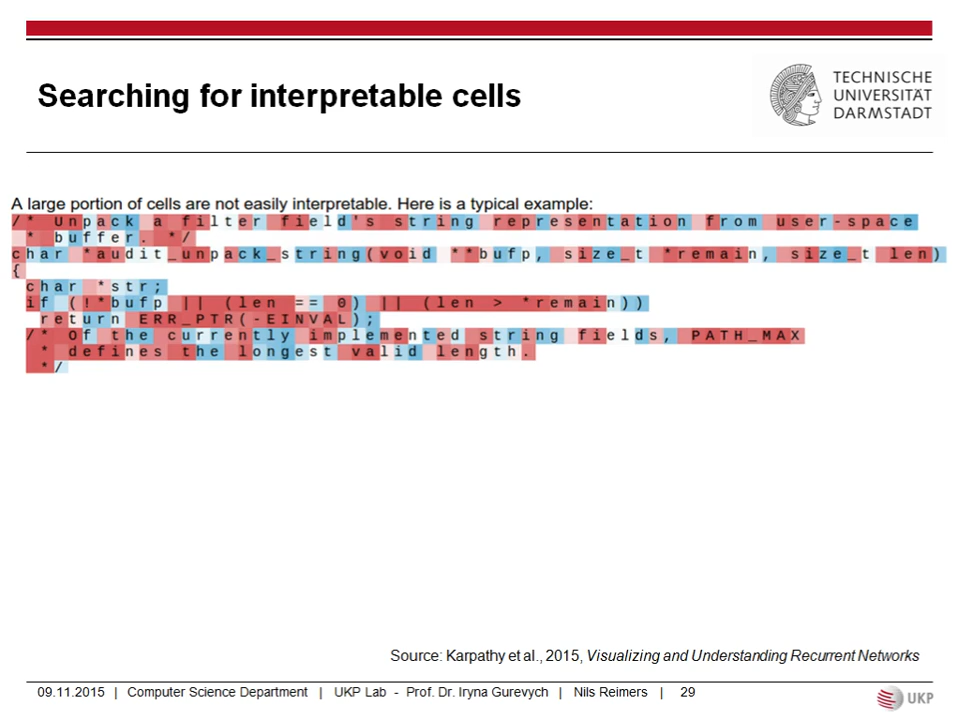 Searching for interpretable cells
TECHNISCHE
UNIVERSITÄT
DARMSTADT
A large portion of cells are not easily interpretable. Here is a typical example:
/* Unpack a filter field's string representation from user-space
* buffer. */
char *audit_unpack_string(void **bufp, size_t *remain, size_t len)
{
char *str;
if (!*bufp || (len == 0) || (len > *remain))
return ERR_PTR(-EINVAL);
/* Of the currently implemented string fields, PATH_MAX
* defines the longest valid length.
*/
Source: Karpathy et al., 2015, Visualizing and Understanding Recurrent Networks
09.11.2015 | Computer Science Department | UKP Lab - Prof. Dr. Iryna Gurevych | Nils Reimers | 29
UKP